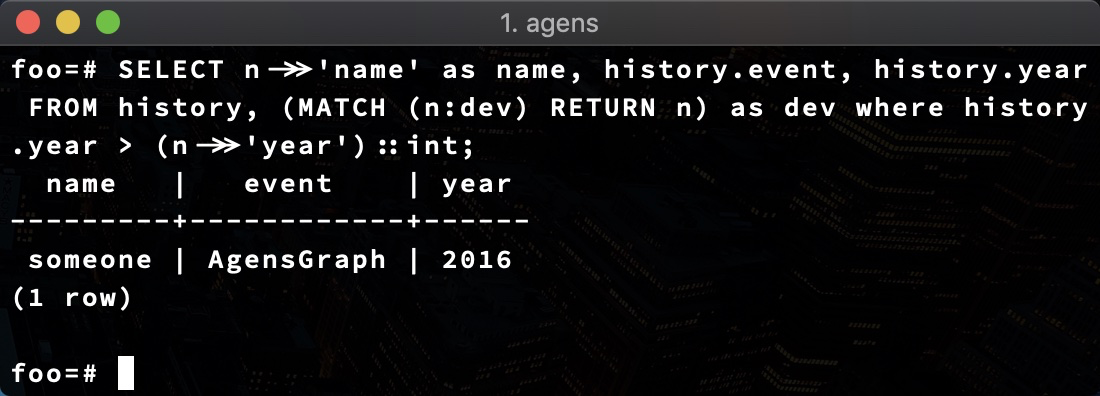 1. agens
foo=# SELECT n->>'name' as name, history.event, history.year
FROM history, (MATCH (n:dev) RETURN n) as dev where history
.year > (n->>'year')::int;
name | event | year
---------+------------+------
someone | AgensGraph | 2016
(1 row)
foo=#